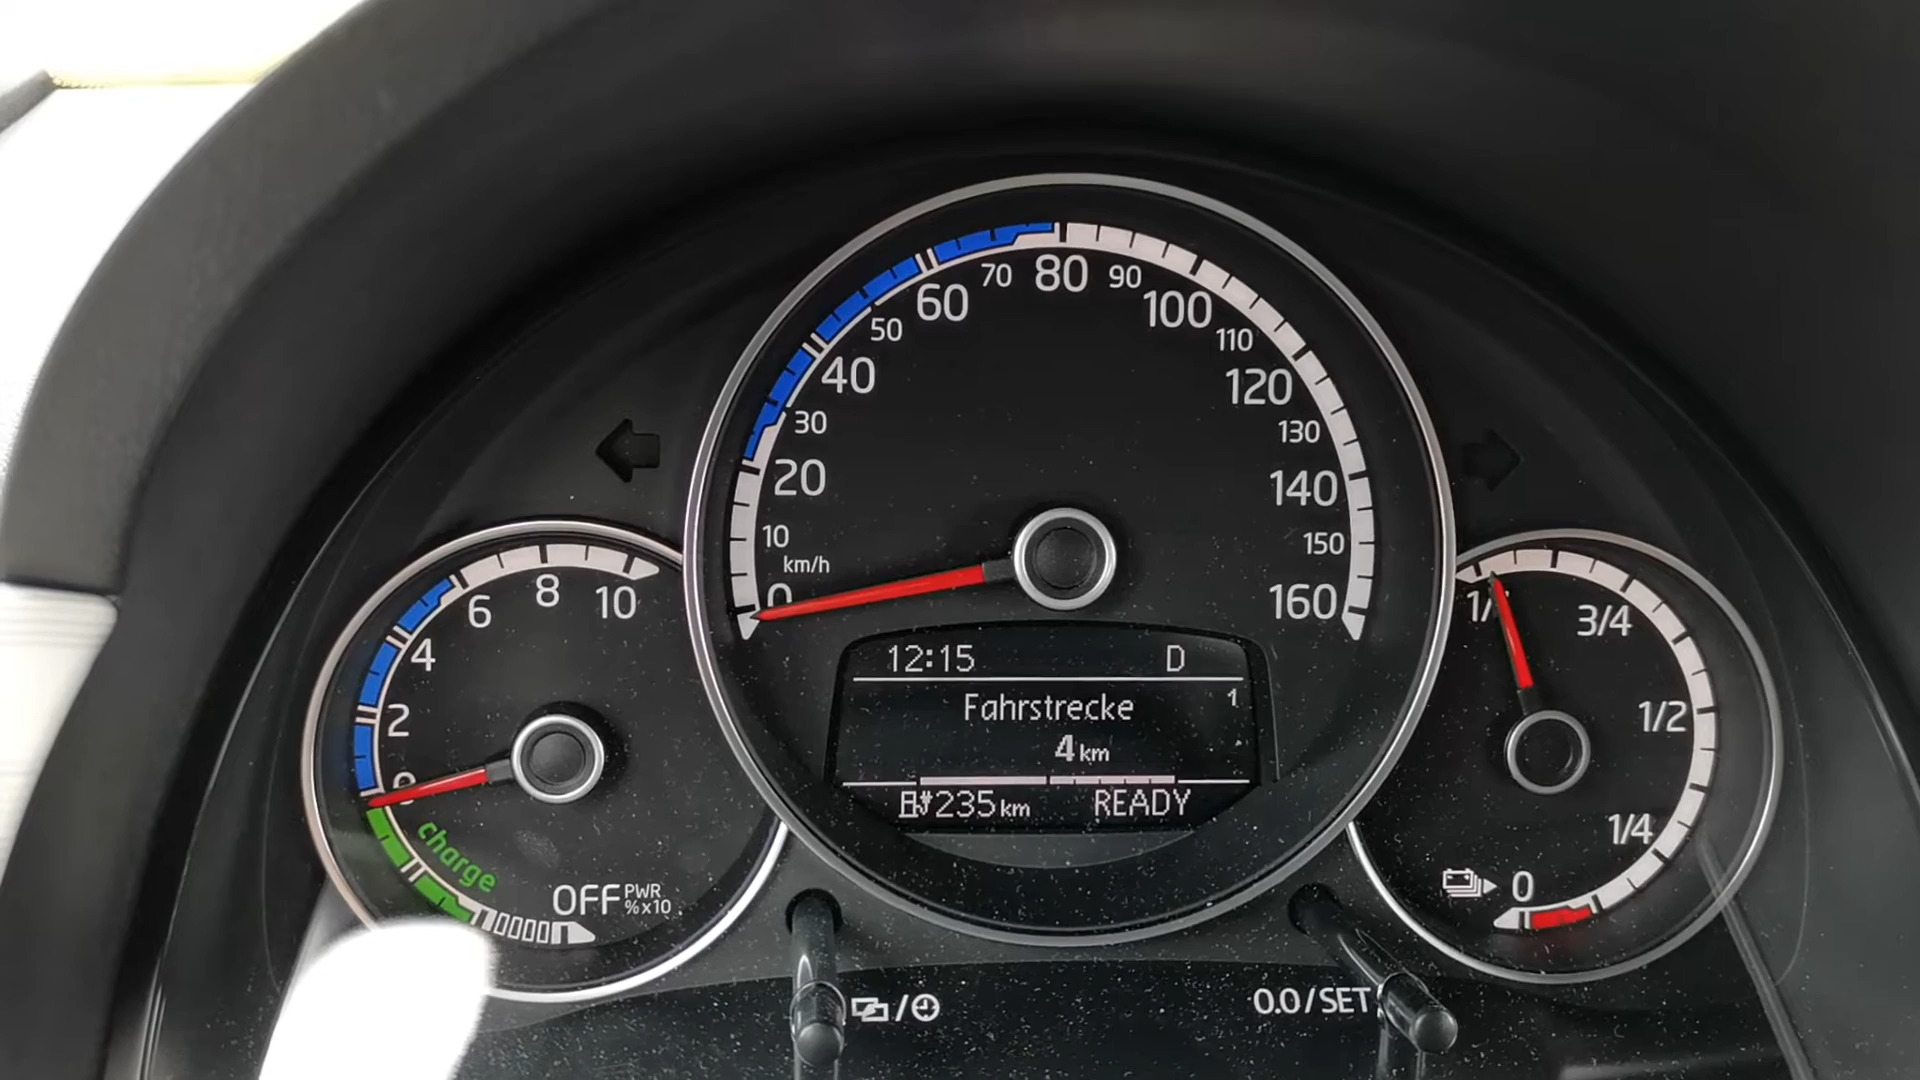 0 10 20 30 40 50 60 70 80 90 100 110 120 130 140 150 160
km/h
12:15 D
Fahrstrecke 1
4 km
235 km READY
0 2 4 6 8 10
charge
OFF PWR
% x10
1/ 3/4
1/2
1/4
0
0.0/SET